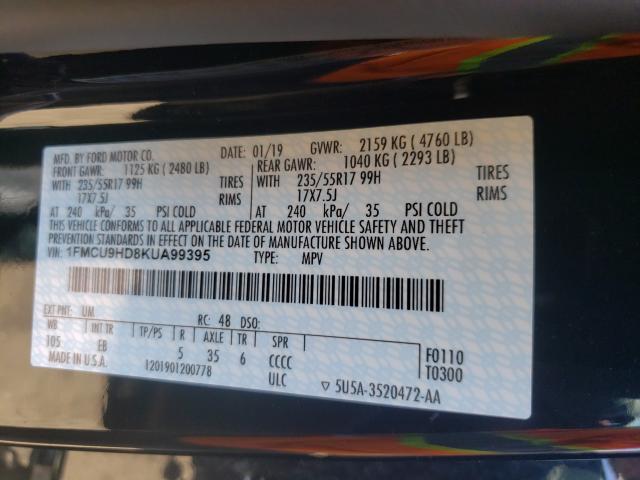 MFD. BY FORD MOTOR CO.
DATE: 01/19 GVWR: 2159 KG ( 4760 LB)
FRONT GAWR: 1125 KG ( 2480 LB)
REAR GAWR: 1040 KG ( 2293 LB)
WITH 235/55R17 99H TIRES
17X7.5J RIMS
AT 240 kPa/ 35 PSI COLD
WITH 235/55R17 99H TIRES
17X7.5J RIMS
AT 240 kPa/ 35 PSI COLD
THIS VEHICLE CONFORMS TO ALL APPLICABLE FEDERAL MOTOR VEHICLE SAFETY AND THEFT
PREVENTION STANDARDS IN EFFECT ON THE DATE OF MANUFACTURE SHOWN ABOVE.
VIN: 1FMCU9HD8KUA99395
TYPE: MPV
EXT PNT: UM RC: 48 DSO:
WB INT TR TP/PS R AXLE TR SPR
105 EB 5 35 6 CCCC
MADE IN U.S.A. 1201901200778 ULC
F0110
T0300
▽ 5U5A-3520472-AA